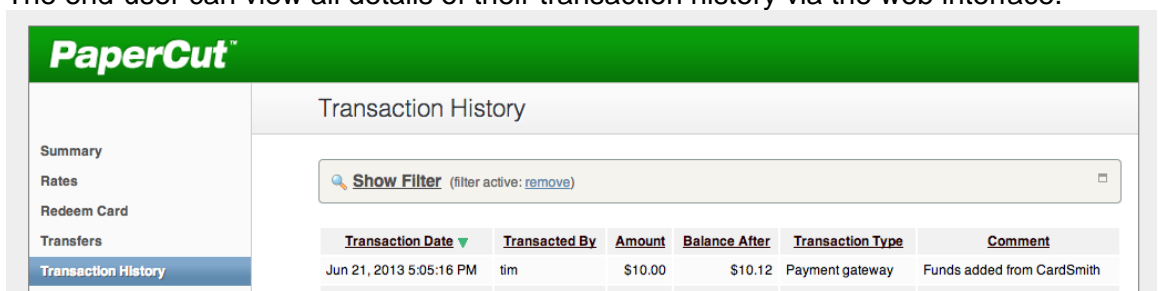 The end-user can view all details of their transaction history via the web interface.
PaperCut™
Transaction History
Summary
Rates
Redeem Card
Transfers
Transaction History
Show Filter (filter active: remove)
Transaction Date Transacted By Amount Balance After Transaction Type Comment
Jun 21, 2013 5:05:16 PM tim $10.00 $10.12 Payment gateway Funds added from CardSmith